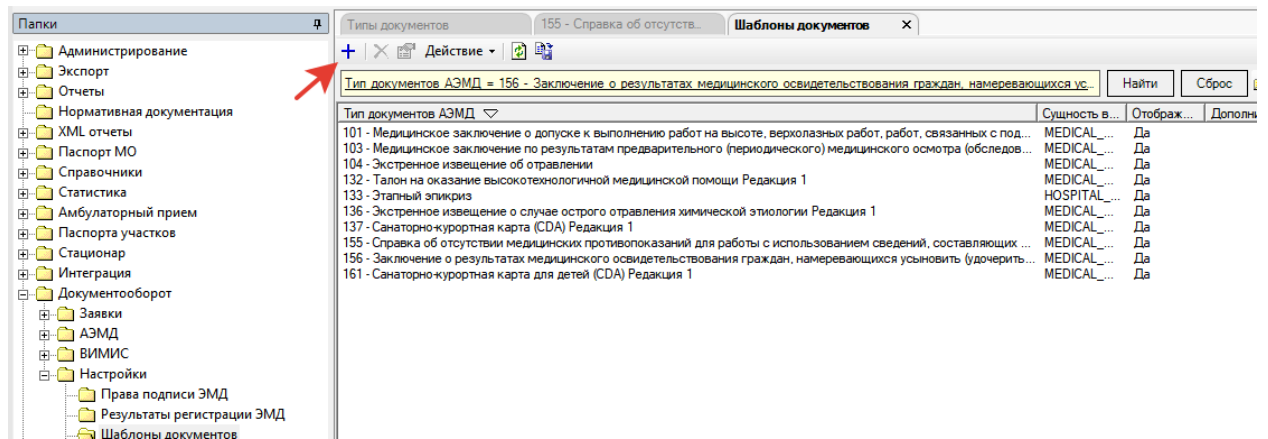 Папки
Администрирование
Экспорт
Отчеты
Нормативная документация
XML отчеты
Паспорт МО
Справочники
Статистика
Амбулаторный прием
Паспорта участков
Стационар
Интеграция
Документооборот
Заявки
АЭМД
ВИМИС
Настройки
Права подписи ЭМД
Результаты регистрации ЭМД
Шаблоны документов
Типы документов 155 - Справка об отсутств... Шаблоны документов X
Действие
Тип документов АЭМД = 156 - Заключение о результатах медицинского освидетельствования граждан, намеревающихся ус... Найти Сброс
Тип документов АЭМД Сущность в... Отображ... Дополни
101 - Медицинское заключение о допуске к выполнению работ на высоте, верхолазных работ, работ, связанных с под... MEDICAL_... Да
103 - Медицинское заключение по результатам предварительного (периодического) медицинского осмотра (обследов... MEDICAL_... Да
104 - Экстренное извещение об отравлении MEDICAL_... Да
132 - Талон на оказание высокотехнологичной медицинской помощи Редакция 1 MEDICAL_... Да
133 - Этапный эпикриз HOSPITAL_... Да
136 - Экстренное извещение о случае острого отравления химической этиологии Редакция 1 MEDICAL_... Да
137 - Санаторно-курортная карта (CDA) Редакция 1 MEDICAL_... Да
155 - Справка об отсутствии медицинских противопоказаний для работы с использованием сведений, составляющих ... MEDICAL_... Да
156 - Заключение о результатах медицинского освидетельствования граждан, намеревающихся усыновить (удочерить... MEDICAL_... Да
161 - Санаторно-курортная карта для детей (CDA) Редакция 1 MEDICAL_... Да